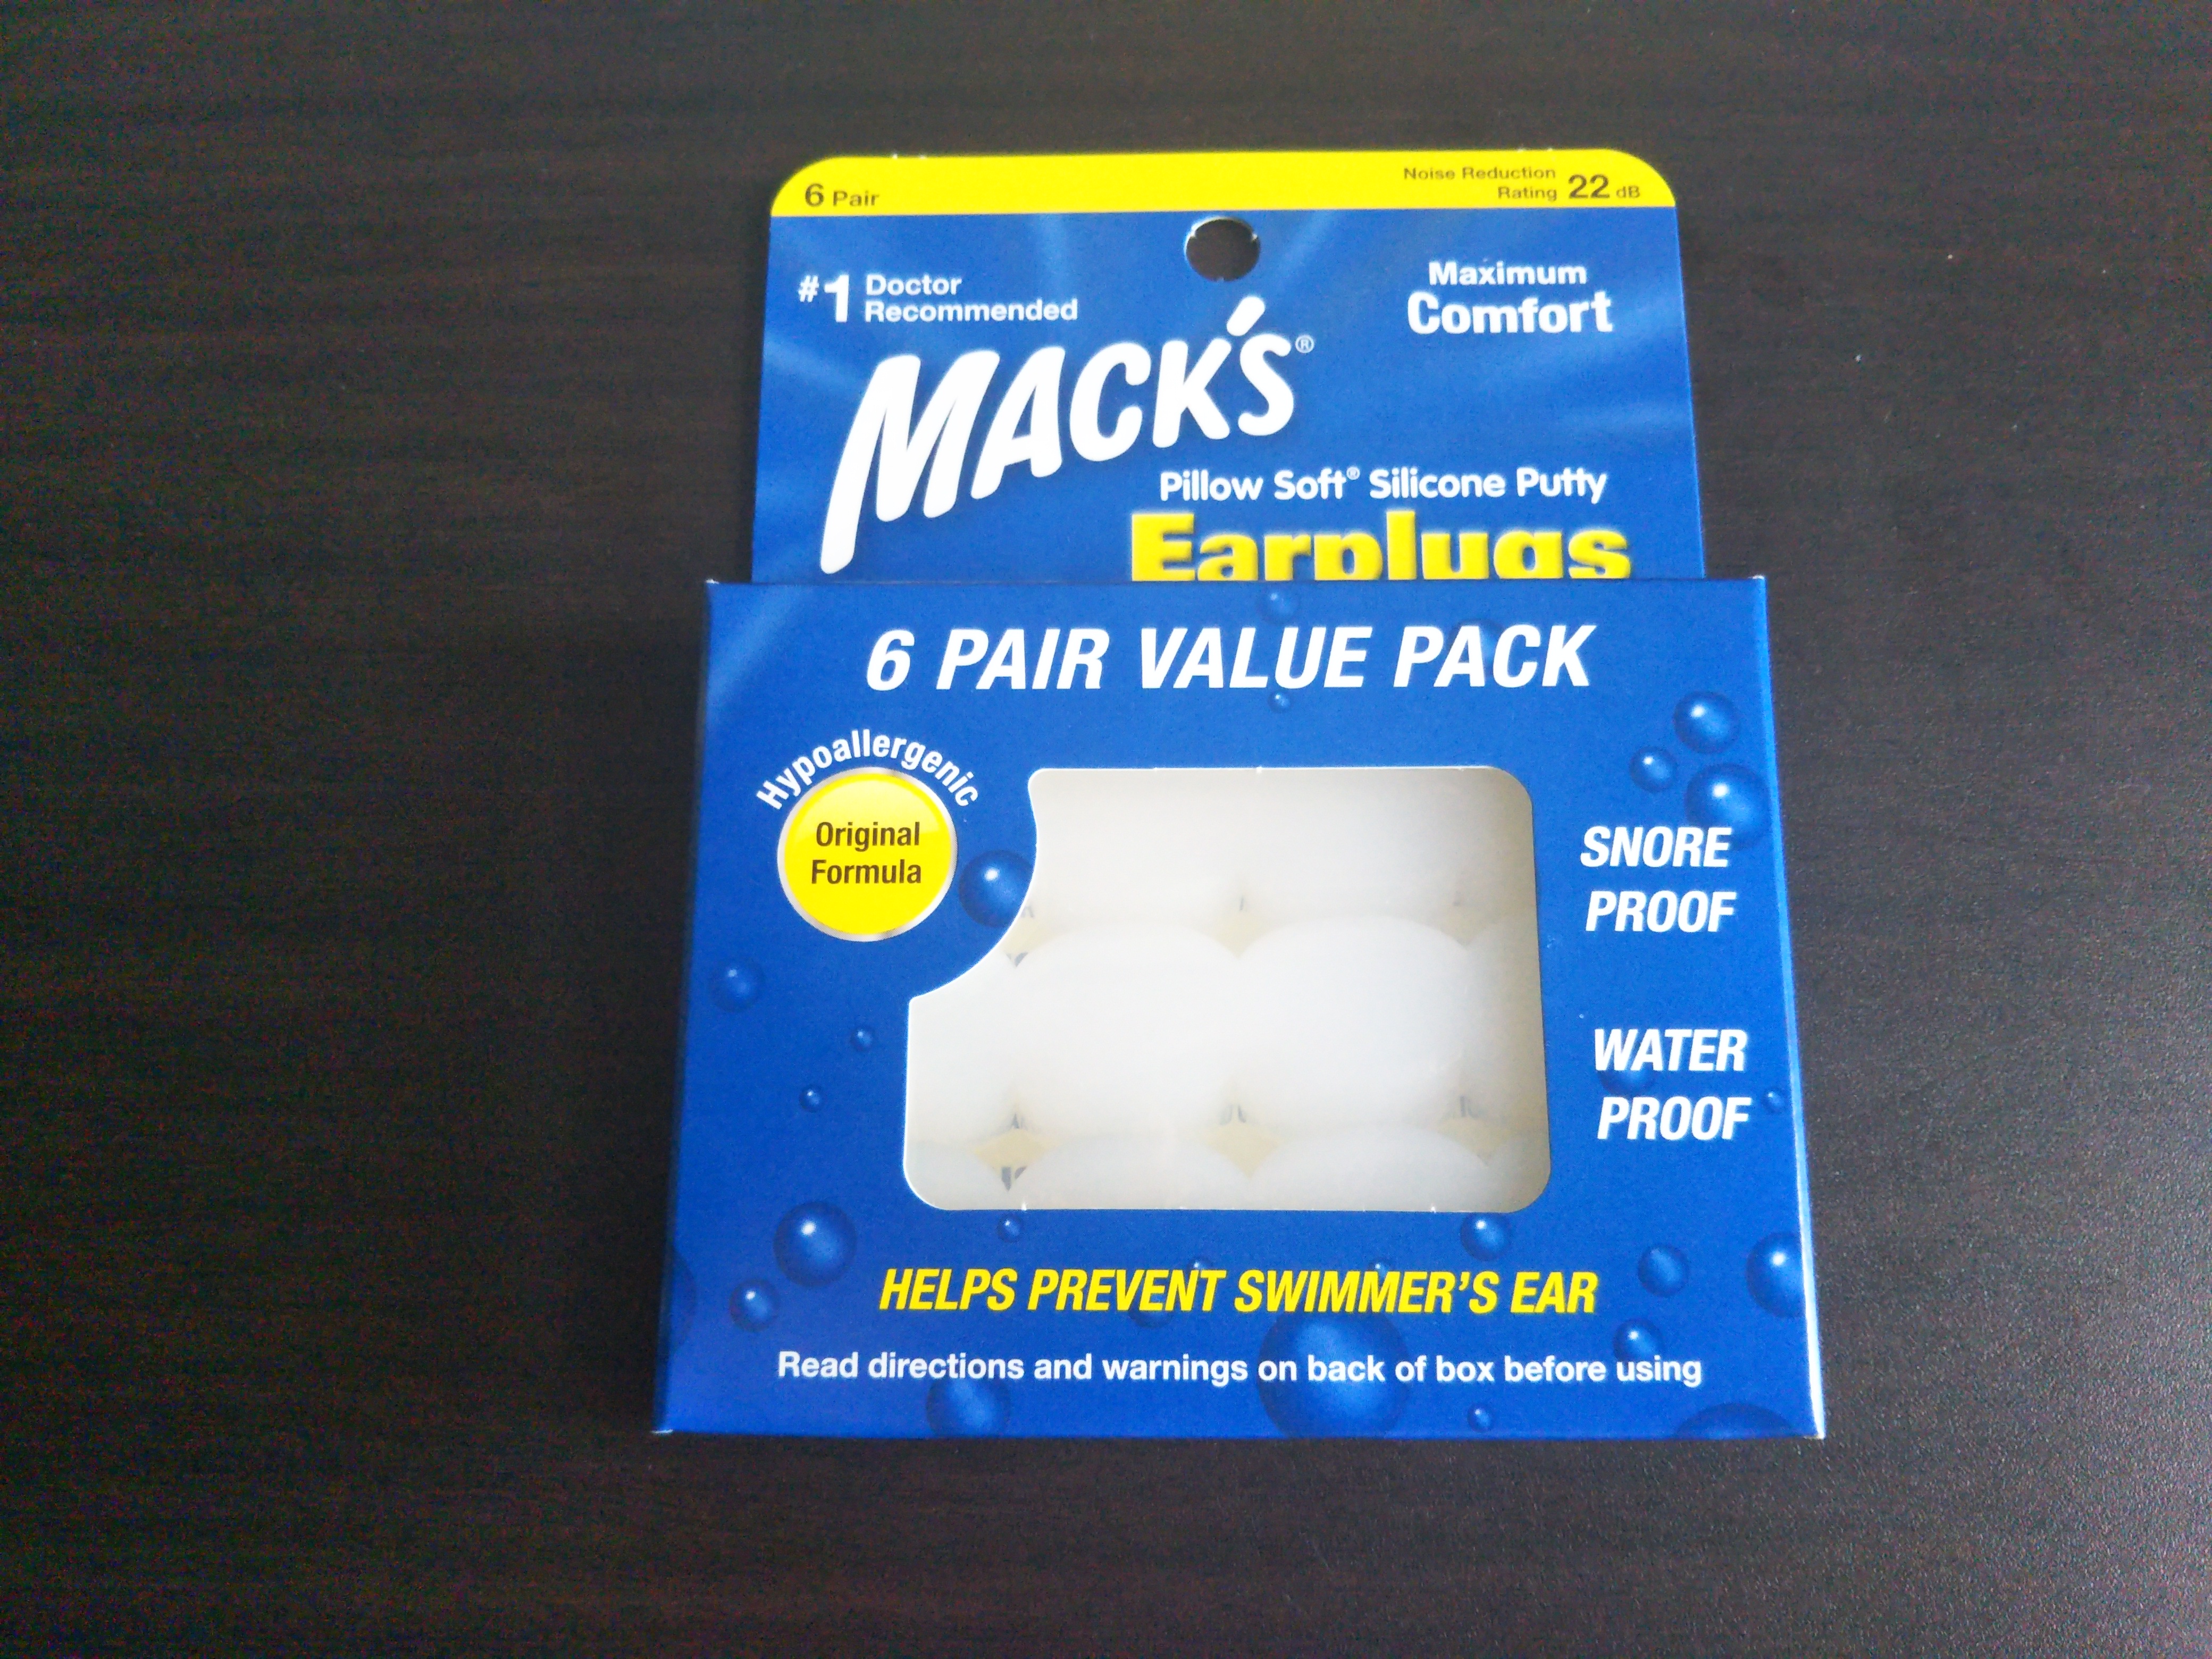 6 Pair
Noise Reduction
Rating 22 dB
#1 Doctor
Recommended
Maximum
Comfort
MACK'S®
Pillow Soft® Silicone Putty
Earplugs
6 PAIR VALUE PACK
Hypoallergenic
Original
Formula
SNORE
PROOF
WATER
PROOF
HELPS PREVENT SWIMMER'S EAR
Read directions and warnings on back of box before using